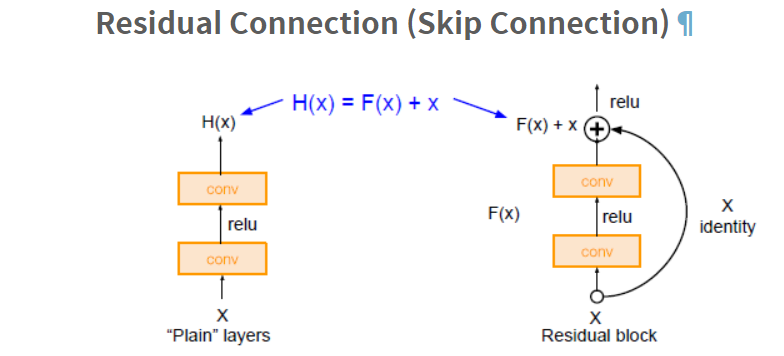 Residual Connection (Skip Connection) ¶
H(x) = F(x) + x
H(x)
conv
relu
conv
X
"Plain" layers
relu
F(x) + x
+
conv
F(x)
relu
conv
X
identity
X
Residual block